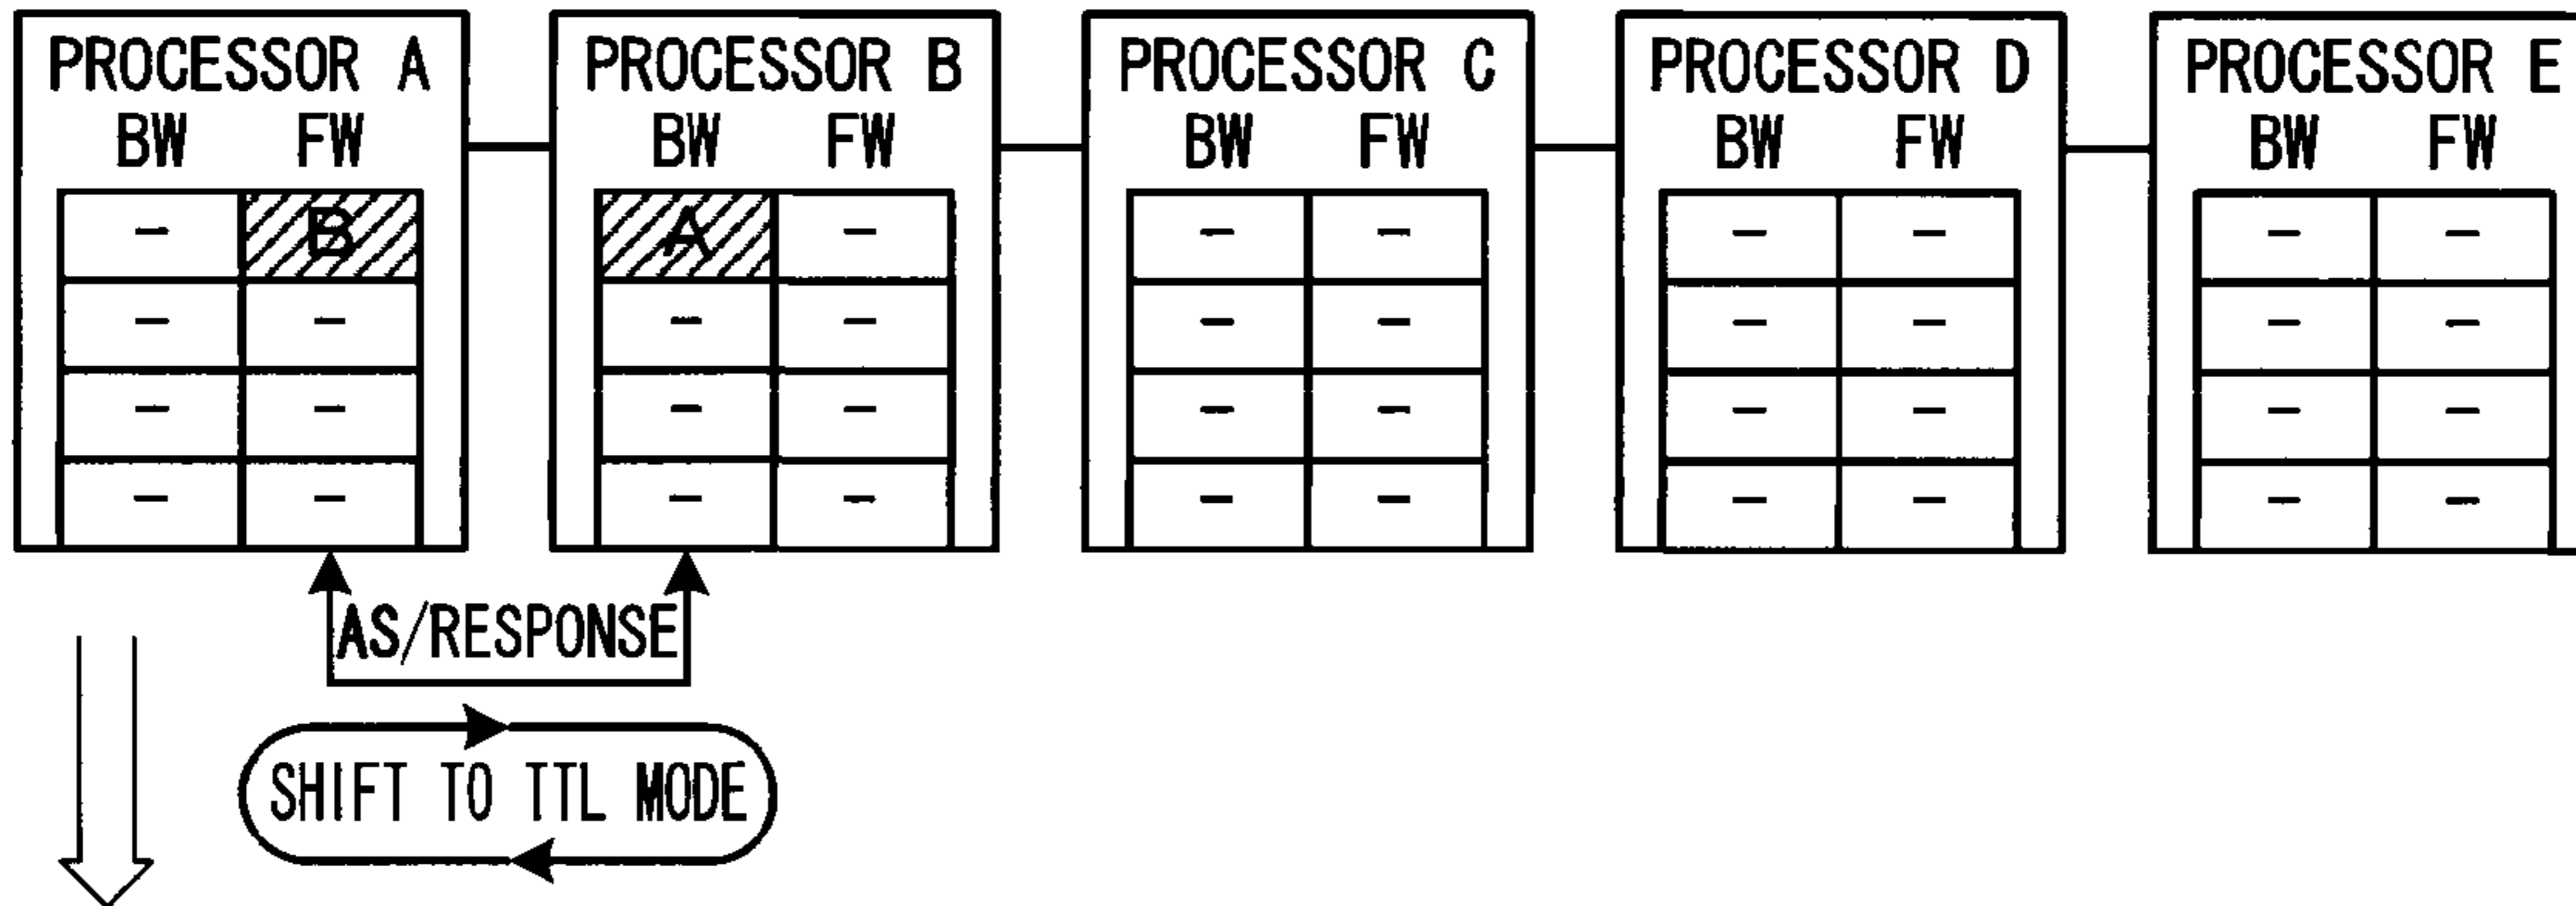 PROCESSOR A PROCESSOR B PROCESSOR C PROCESSOR D PROCESSOR E
BW FW BW FW BW FW BW FW BW FW
- B A - - - - - - -
- - - - - - - - - -
- - - - - - - - - -
- - - - - - - - - -
AS/RESPONSE
SHIFT TO TTL MODE